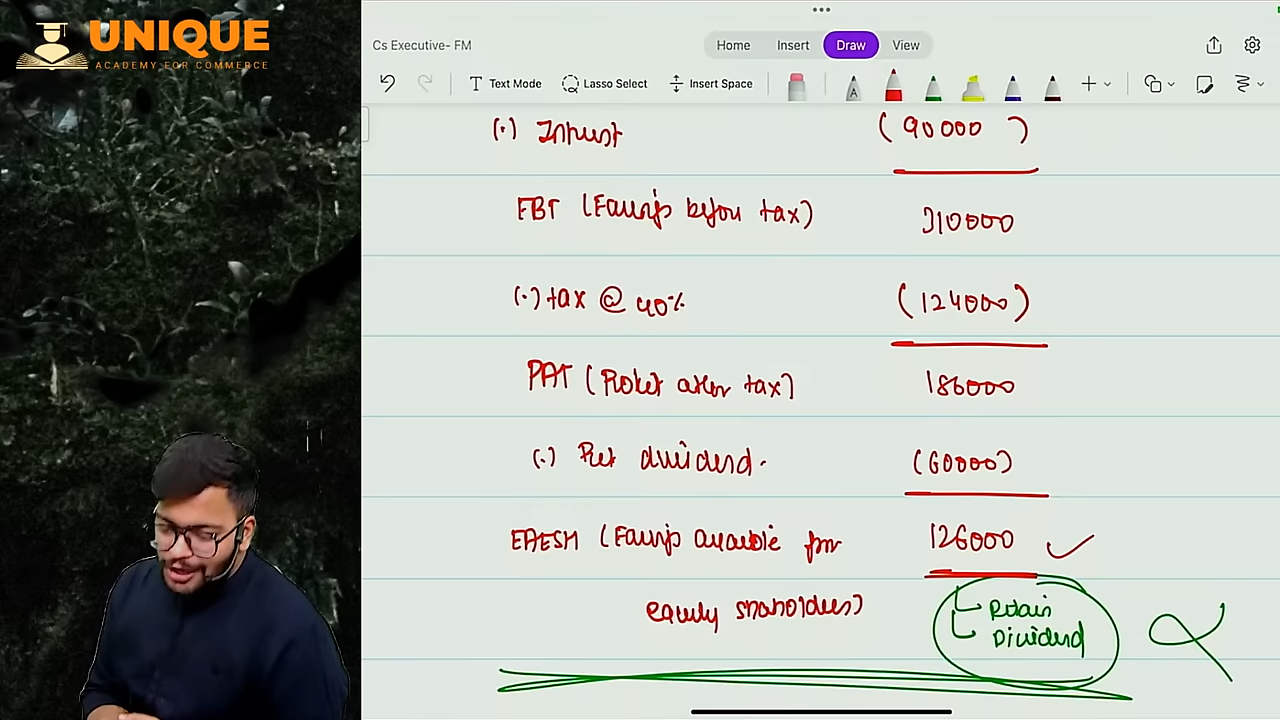 UNIQUE
ACADEMY FOR COMMERCE
Cs Executive- FM
Home Insert Draw View
Text Mode Lasso Select Insert Space
(-) Interest (90000)
EBT (Earnings before tax) 310000
(-) tax @ 40% (124000)
PAT (Profit after tax) 186000
(-) Pref dividend. (60000)
EAESH (Earnings available for 126000
equity shareholders)
Retain
Dividend